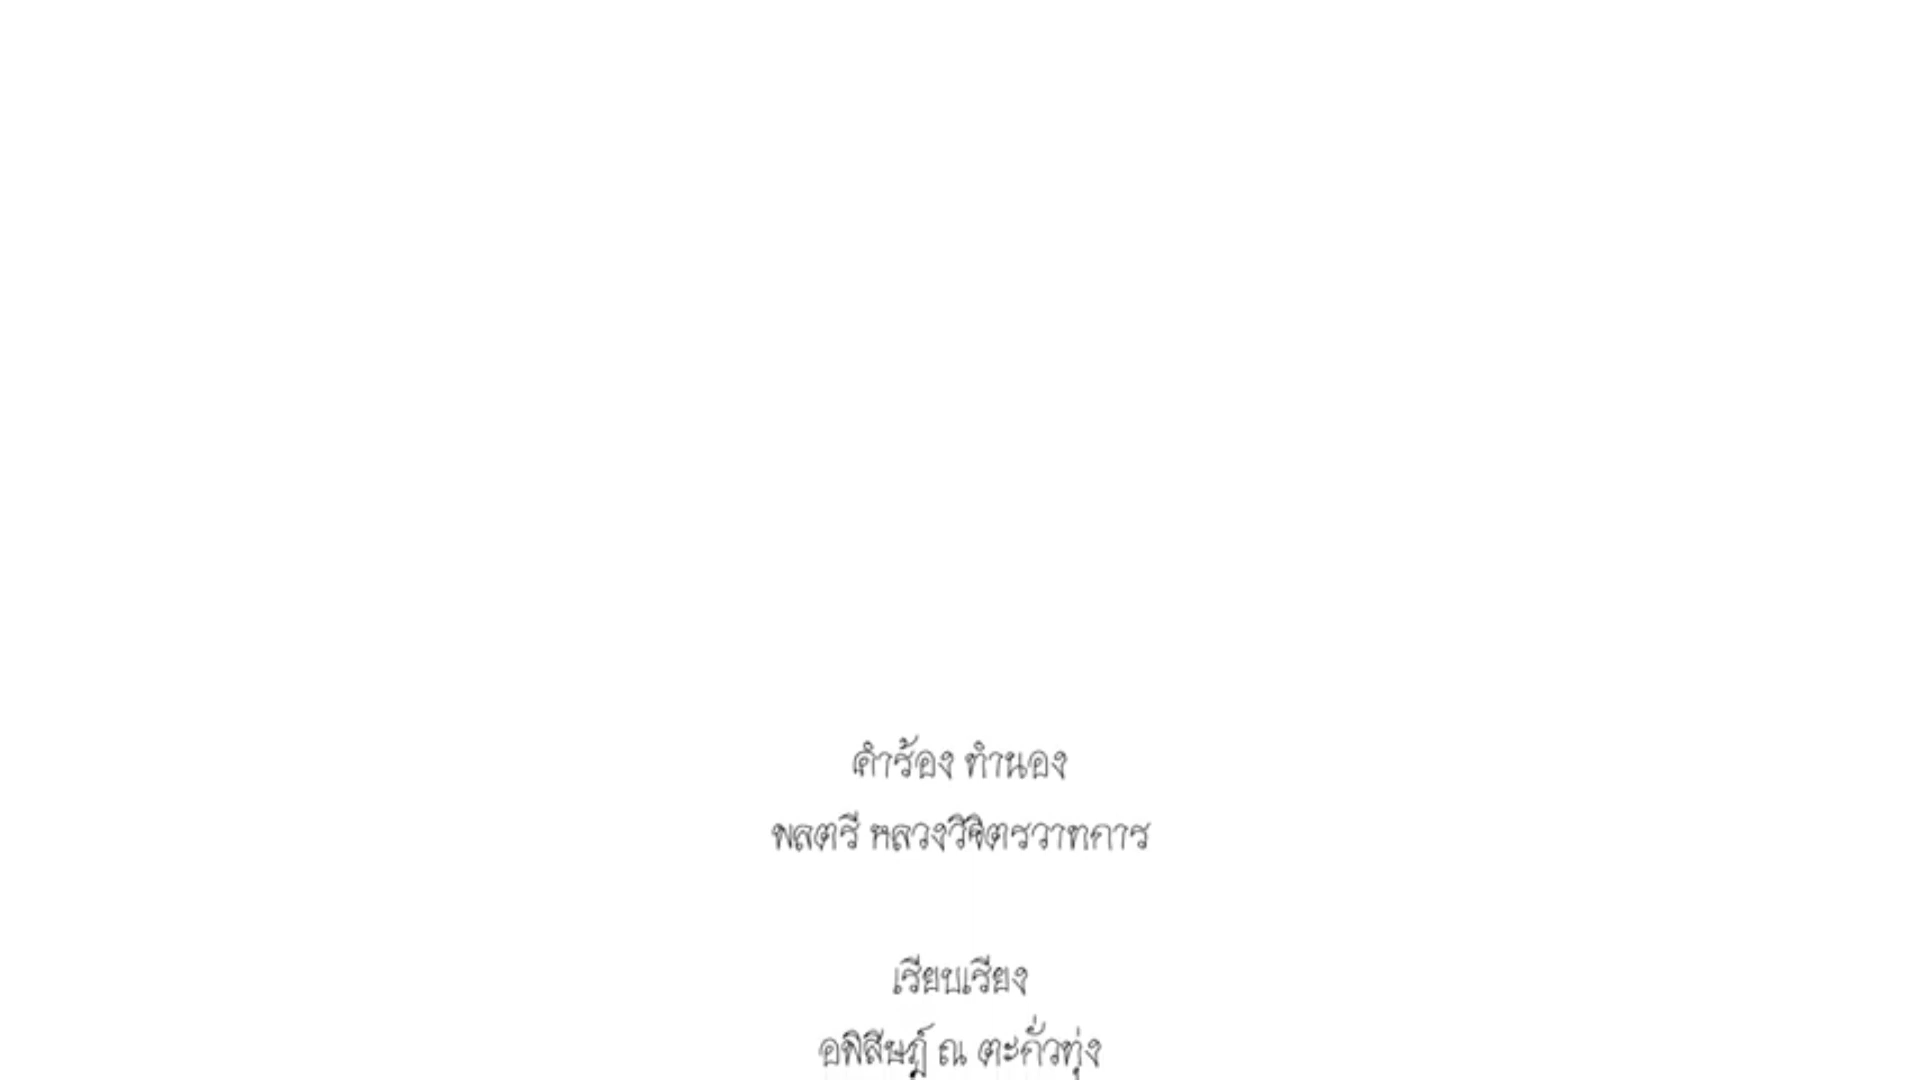 คำร้อง ทำนอง
พลตรี หลวงวิจิตรวาทการ
เรียบเรียง
อพิสิษฎ์ ณ ตะกั่วทุ่ง